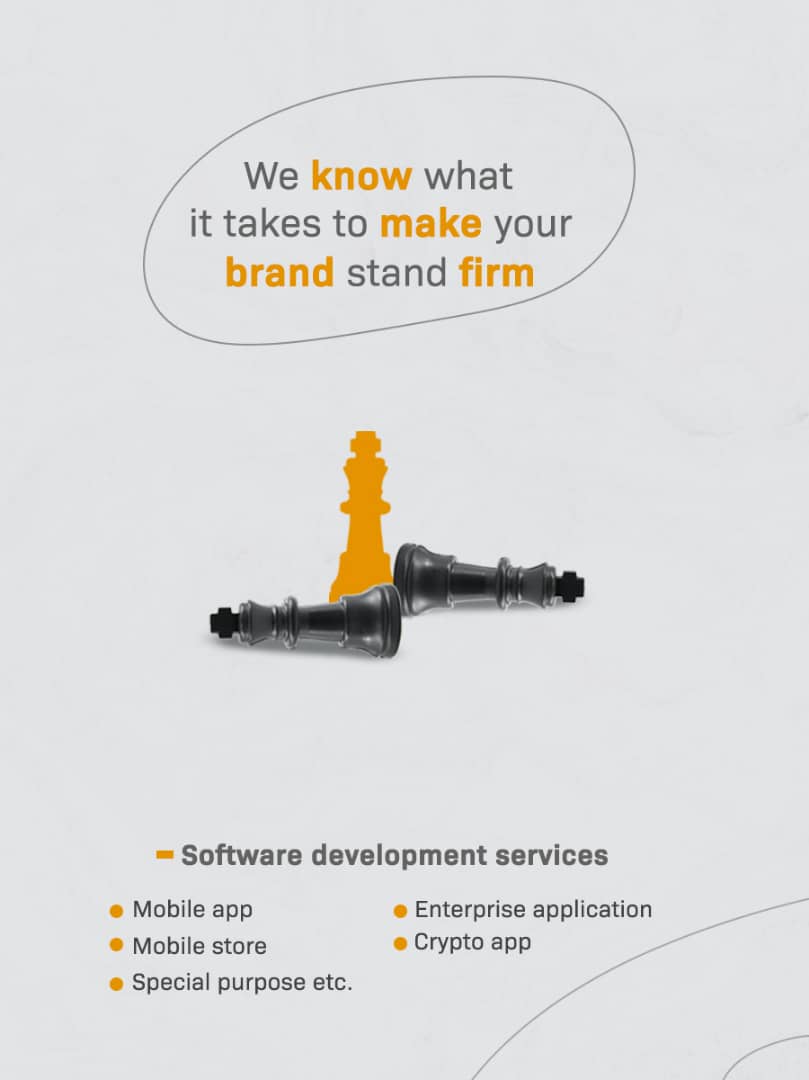 We know what
it takes to make your
brand stand firm
Software development services
Mobile app
Mobile store
Special purpose etc.
Enterprise application
Crypto app